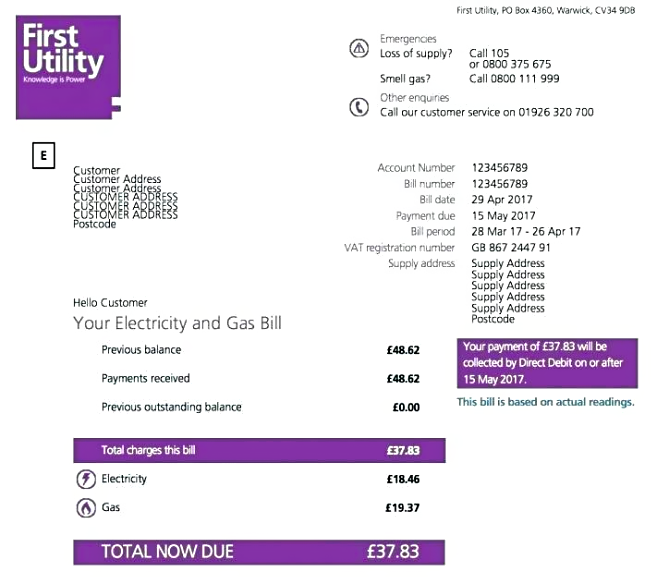 First Utility, PO Box 4360, Warwick, CV34 9DB
First
Utility
Knowledge is Power
Emergencies
Loss of supply? Call 105
or 0800 375 675
Smell gas? Call 0800 111 999
Other enquiries
Call our customer service on 01926 320 700
E
Customer
Customer Address
Customer Address
CUSTOMER ADDRESS
CUSTOMER ADDRESS
CUSTOMER ADDRESS
Postcode
Account Number 123456789
Bill number 123456789
Bill date 29 Apr 2017
Payment due 15 May 2017
Bill period 28 Mar 17 - 26 Apr 17
VAT registration number GB 867 2447 91
Supply address Supply Address
Supply Address
Supply Address
Supply Address
Supply Address
Postcode
Hello Customer
Your Electricity and Gas Bill
Previous balance £48.62
Payments received £48.62
Previous outstanding balance £0.00
Your payment of £37.83 will be
collected by Direct Debit on or after
15 May 2017.
This bill is based on actual readings.
Total charges this bill £37.83
Electricity £18.46
Gas £19.37
TOTAL NOW DUE £37.83